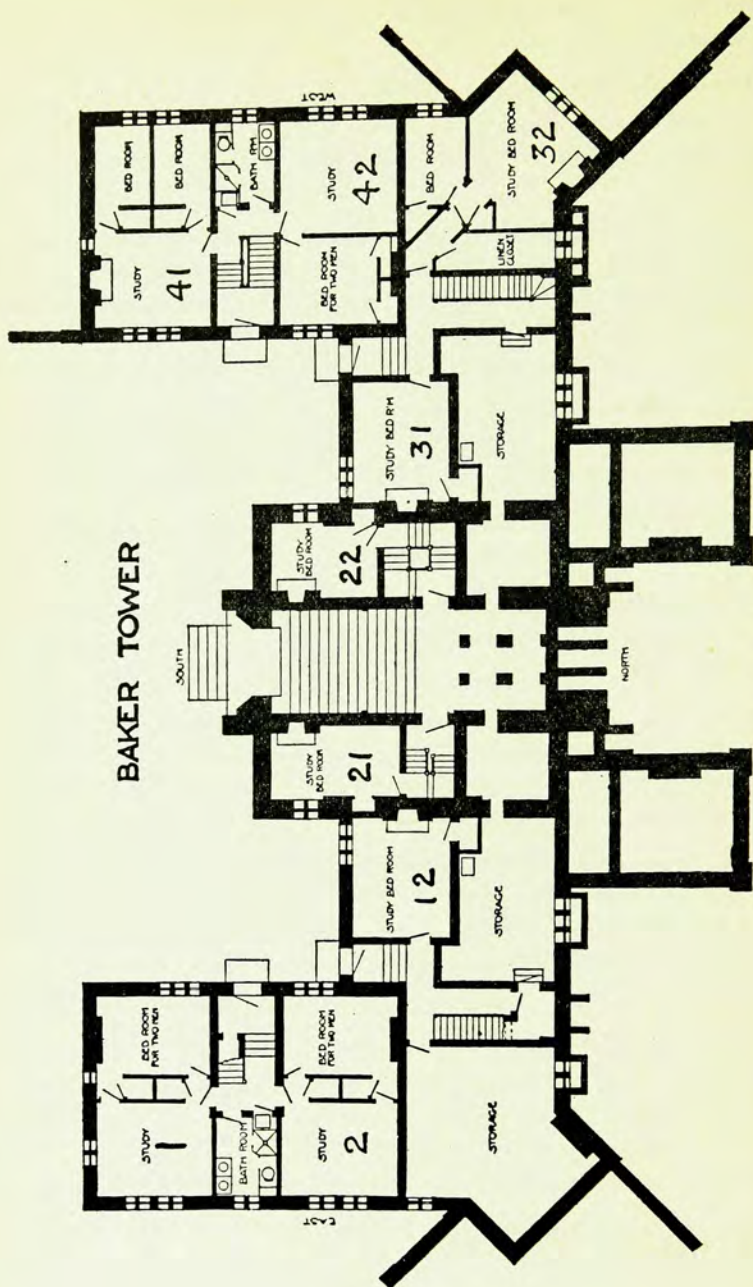 BAKER TOWER
SOUTH
STUDY
1
BED ROOM
FOR TWO MEN
STUDY
41
BED ROOM
BED ROOM
BATH ROOM
BATH RM
EAST
WEST
STUDY
2
BED ROOM
FOR TWO MEN
STUDY
BED ROOM
21
STUDY
BED ROOM
22
BED ROOM
FOR TWO MEN
STUDY
42
STUDY BED ROOM
12
STUDY BED R'M
31
BED ROOM
STORAGE
STORAGE
STORAGE
LINEN
CLOSET
STUDY BED ROOM
32
NORTH